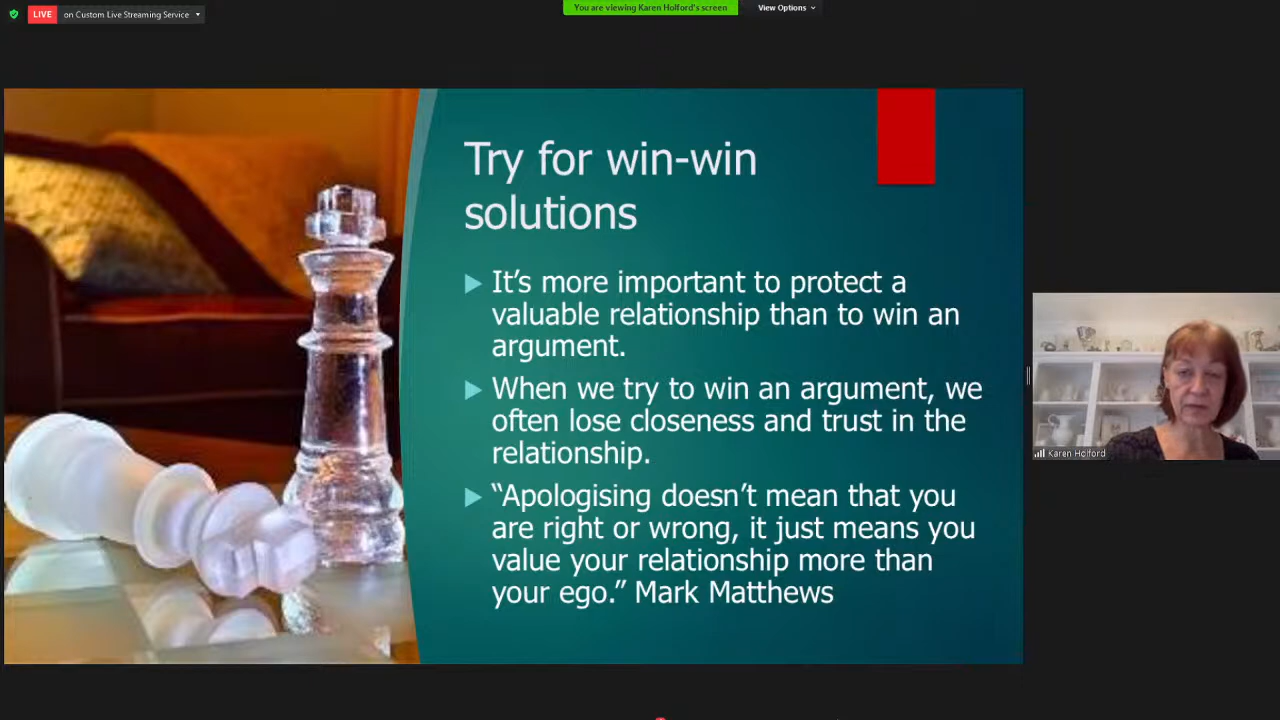 LIVE on Custom Live Streaming Service
You are viewing Karen Holford's screen
View Options
Try for win-win
solutions
It's more important to protect a
valuable relationship than to win an
argument.
When we try to win an argument, we
often lose closeness and trust in the
relationship.
“Apologising doesn't mean that you
are right or wrong, it just means you
value your relationship more than
your ego.” Mark Matthews
Karen Holford